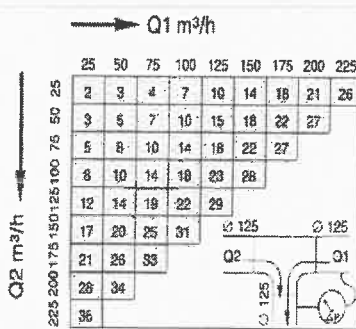 Q1 m³/h
25 50 75 100 125 150 175 200 225
Q2 m³/h
25 2 3 4 7 10 14 18 21 26
50 3 5 7 10 15 18 22 27
75 5 8 10 14 18 22 27
100 8 10 14 18 23 28
125 12 14 19 22 29
150 17 20 25 31
175 21 26 33
200 28 34
225 36
Ø 125 Ø 125
Q2 Q1
Ø 125
ΔP